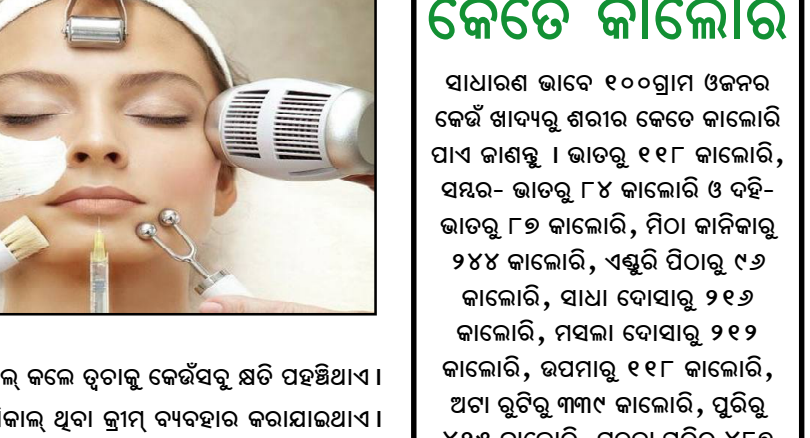 କେତେ କାଲୋରି
ସାଧାରଣ ଭାବେ ୧୦୦ଗ୍ରାମ ଓଜନର
କେଉଁ ଖାଦ୍ୟରୁ ଶରୀର କେତେ କାଲୋରି
ପାଏ ଜାଣନ୍ତୁ । ଭାତରୁ ୧୧୮ କାଲୋରି,
ସମ୍ଭର- ଭାତରୁ ୮୪ କାଲୋରି ଓ ଦହି-
ଭାତରୁ ୮୭ କାଲୋରି, ମିଠା କାନିକାରୁ
୨୪୪ କାଲୋରି, ଏଣ୍ଡୁରି ପିଠାରୁ ୯୬
କାଲୋରି, ସାଧା ଦୋସାରୁ ୨୧୬
କାଲୋରି, ମସଲା ଦୋସାରୁ ୨୧୨
କାଲୋରି, ଉପମାରୁ ୧୧୮ କାଲୋରି,
ଅଟା ରୁଟିରୁ ୩୩୯ କାଲୋରି, ପୁରିରୁ
କଲେ ତ୍ୱଚାକୁ କେଉଁସବୁ କ୍ଷତି ପହଞ୍ଚିଥାଏ ।
ଥିବା କ୍ରୀମ୍ ବ୍ୟବହାର କରାଯାଇଥାଏ ।